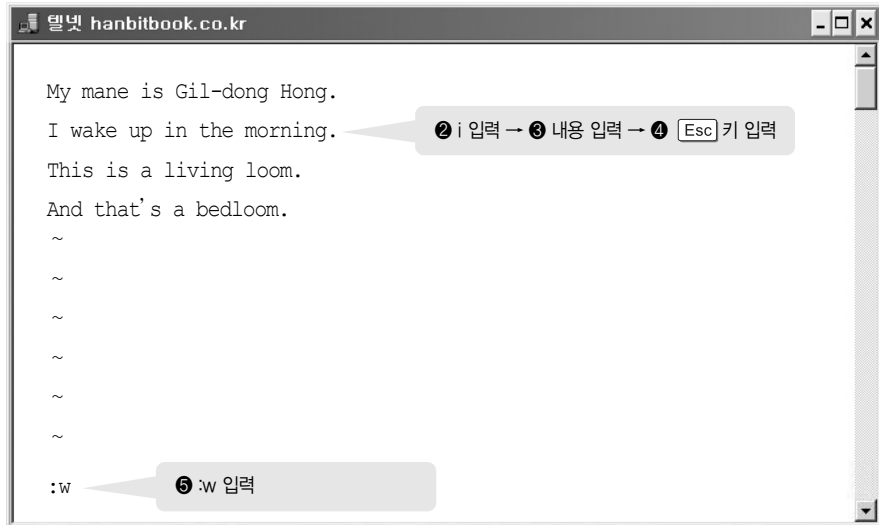 텔넷 hanbitbook.co.kr
My mane is Gil-dong Hong.
I wake up in the morning.
❷ i 입력 → ❸ 내용 입력 → ❹ Esc 키 입력
This is a living loom.
And that's a bedloom.
~
~
~
~
~
~
:w
❺ :w 입력